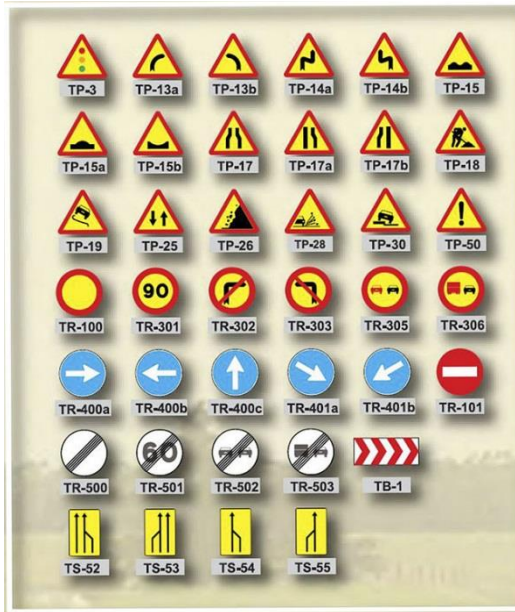 TP-3 TP-13a TP-13b TP-14a TP-14b TP-15
TP-15a TP-15b TP-17 TP-17a TP-17b TP-18
TP-19 TP-25 TP-26 TP-28 TP-30 TP-50
90
TR-100 TR-301 TR-302 TR-303 TR-305 TR-306
TR-400a TR-400b TR-400c TR-401a TR-401b TR-101
60
TR-500 TR-501 TR-502 TR-503 TB-1
TS-52 TS-53 TS-54 TS-55